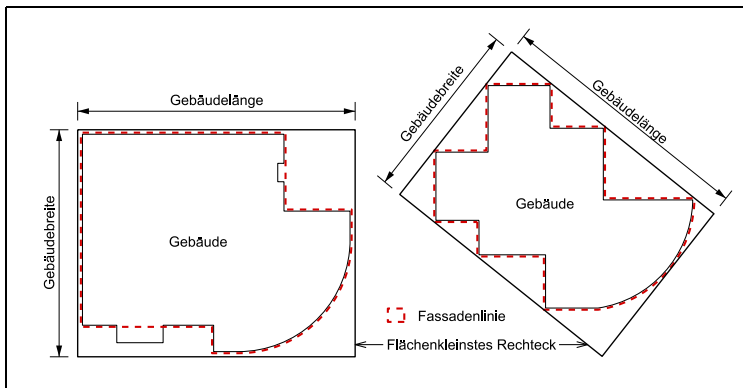 Gebäudelänge
Gebäudebreite
Gebäude
Gebäudebreite
Gebäudelänge
Gebäude
Fassadenlinie
Flächenkleinstes Rechteck